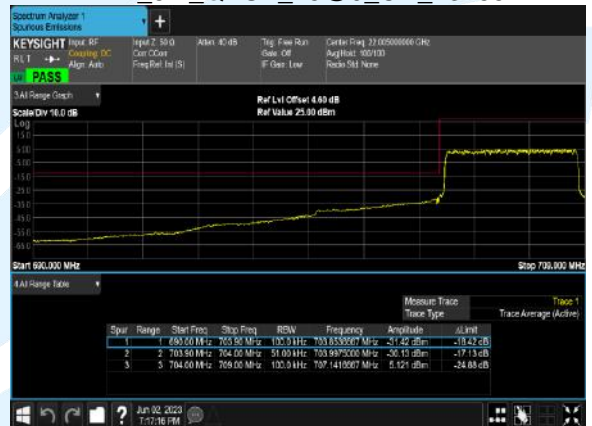 Spectrum Analyzer 1
Spurious Emissions
+
KEYSIGHT Input: RF Input Z: 50 Ω Atten: 40 dB Trig: Free Run Center Freq: 22.005000000 GHz
RLT Coupling: DC Corr CCorr Gate: Off Avg|Hold: 100/100
Align: Auto Freq Ref: Int (S) IF Gain: Low Radio Std: None
PASS
3 All Range Graph
Ref Lvl Offset 4.60 dB
Scale/Div 10.0 dB Ref Value 25.00 dBm
Log
15.0
5.00
-5.00
-15.0
-25.0
-35.0
-45.0
-55.0
-65.0
Start 690.000 MHz Stop 709.000 MHz
4 All Range Table
Measure Trace Trace 1
Trace Type Trace Average (Active)
Spur Range Start Freq Stop Freq RBW Frequency Amplitude ΔLimit
1 1 690.00 MHz 703.90 MHz 100.0 kHz 703.8536667 MHz -31.42 dBm -18.42 dB
2 2 703.90 MHz 704.00 MHz 51.00 kHz 703.9975000 MHz -30.13 dBm -17.13 dB
3 3 704.00 MHz 709.00 MHz 100.0 kHz 707.1416667 MHz 5.121 dBm -24.88 dB
?
Jun 02, 2023
7:17:16 PM